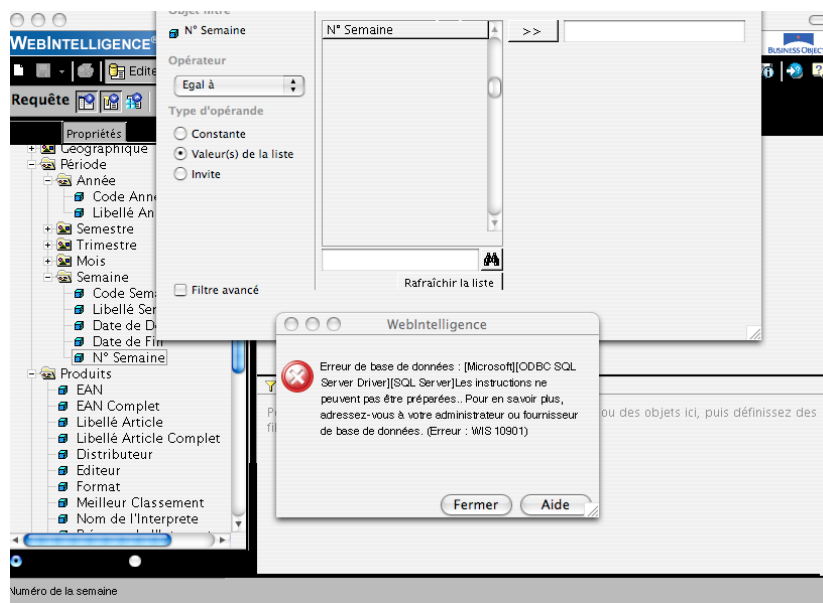 Objet filtré
N° Semaine
N° Semaine
>>
WEBINTELLIGENCE®
BUSINESS OBJEC
Edite
Opérateur
Egal à
Requête
Type d'opérande
Propriétés
Constante
Valeur(s) de la liste
Invite
Géographique
Période
Année
Code Anné
Libellé An
Semestre
Trimestre
Mois
Semaine
Code Sema
Libellé Sem
Date de D
Date de Fin
N° Semaine
Filtre avancé
Rafraîchir la liste
Produits
EAN
EAN Complet
Libellé Article
Libellé Article Complet
Distributeur
Editeur
Format
Meilleur Classement
Nom de l'Interprete
WebIntelligence
Erreur de base de données : [Microsoft][ODBC SQL
Server Driver][SQL Server]Les instructions ne
peuvent pas être préparées.. Pour en savoir plus,
adressez-vous à votre administrateur ou fournisseur
de base de données. (Erreur : WIS 10901)
Fermer
Aide
ou des objets ici, puis définissez des
Numéro de la semaine